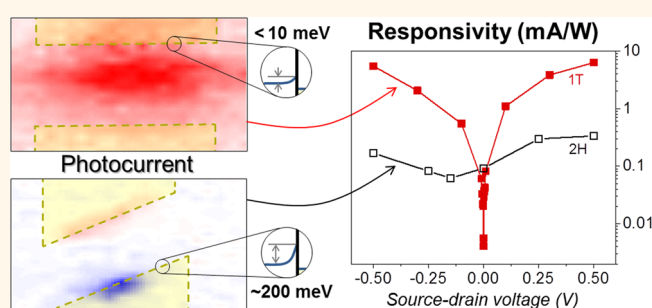 < 10 meV
Photocurrent
~200 meV
Responsivity (mA/W)
10
1
0.1
0.01
1T
2H
-0.50 -0.25 0.00 0.25 0.50
Source-drain voltage (V)